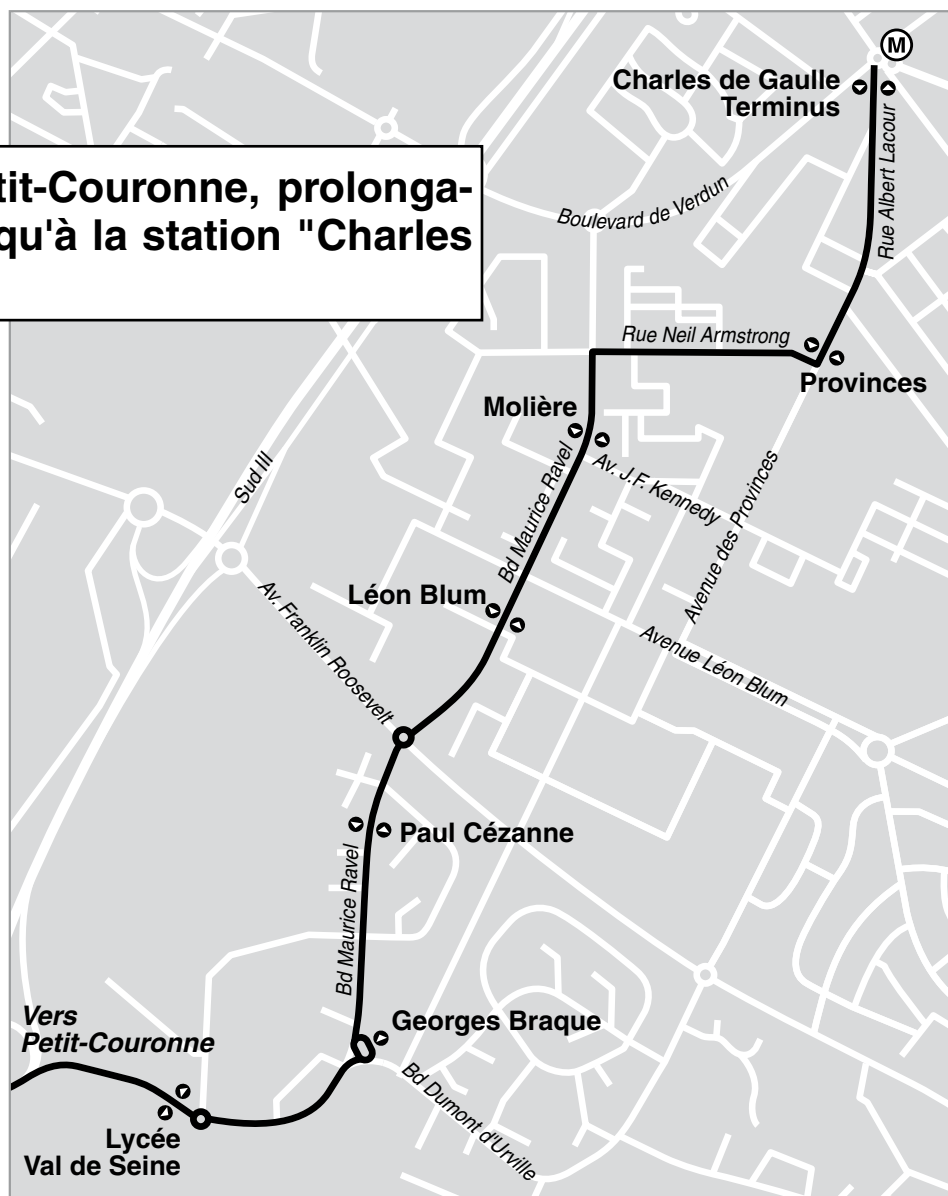 M
Charles de Gaulle
Terminus
Rue Albert Lacour
tit-Couronne, prolonga-
qu'à la station "Charles
Boulevard de Verdun
Rue Neil Armstrong
Provinces
Molière
Av. J.F. Kennedy
Sud III
Bd Maurice Ravel
Avenue des Provinces
Léon Blum
Av. Franklin Roosevelt
Avenue Léon Blum
Paul Cézanne
Bd Maurice Ravel
Vers
Petit-Couronne
Georges Braque
Bd Dumont d'Urville
Lycée
Val de Seine